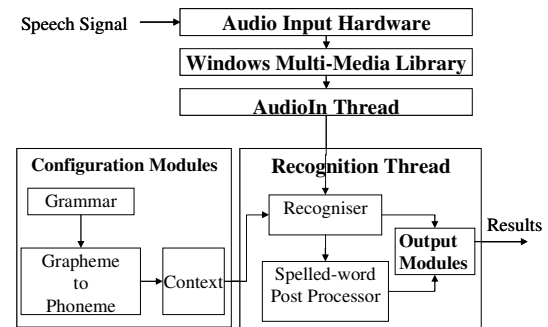 Speech Signal
Audio Input Hardware
Windows Multi-Media Library
AudioIn Thread
Configuration Modules
Grammar
Grapheme
to
Phoneme
Context
Recognition Thread
Recogniser
Spelled-word
Post Processor
Output
Modules
Results